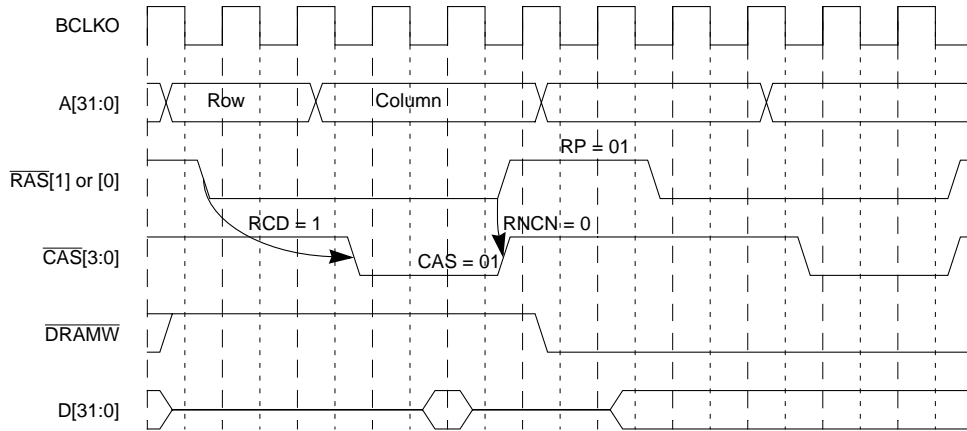 BCLKO
A[31:0]
Row
Column
RP = 01
RAS[1] or [0]
RCD = 1
RNCN = 0
CAS[3:0]
CAS = 01
DRAMW
D[31:0]